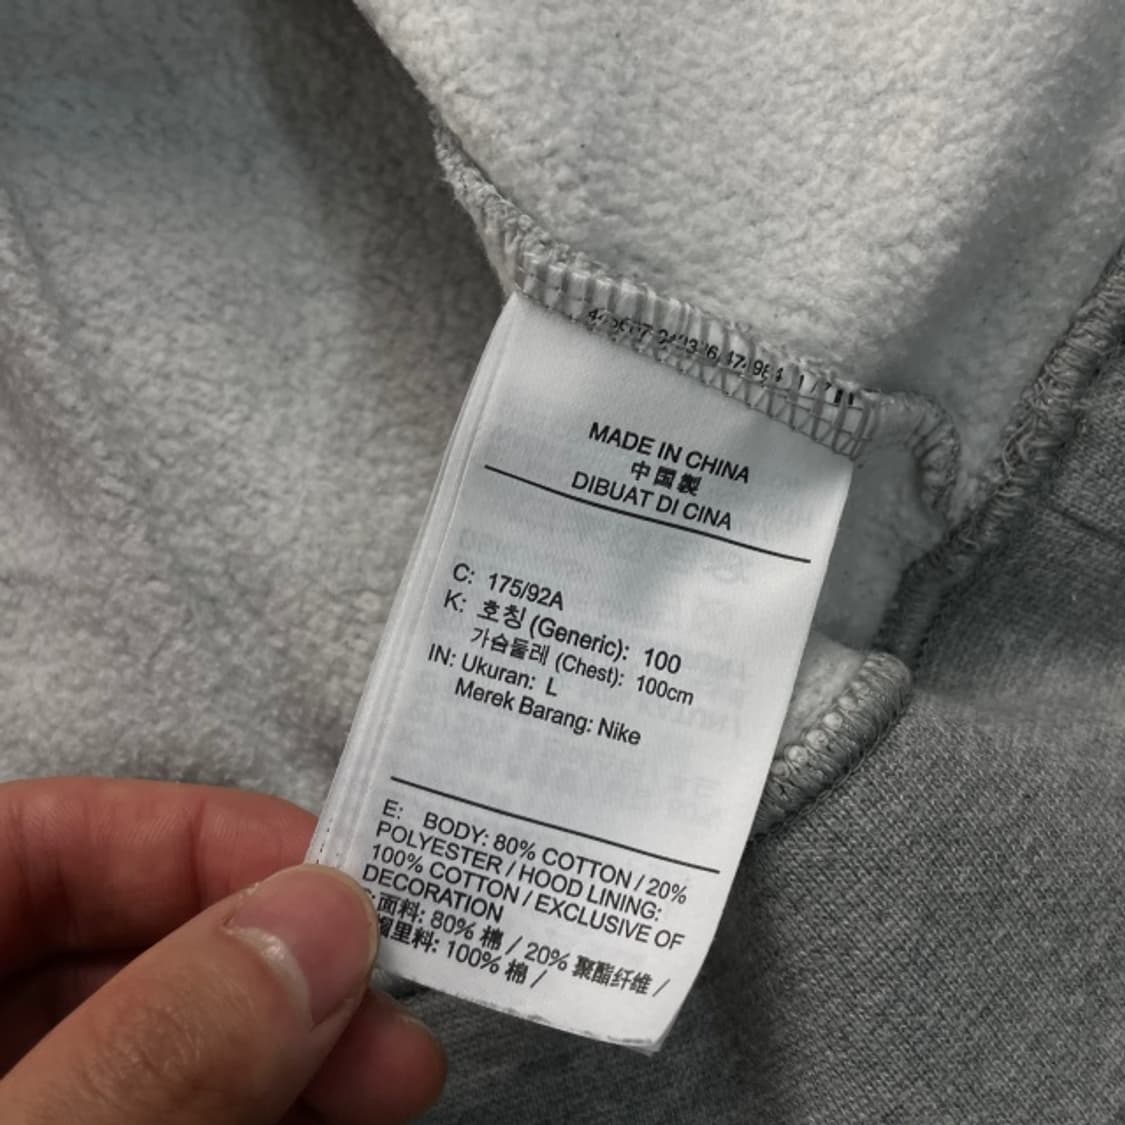 MADE IN CHINA
中国製
DIBUAT DI CINA
C: 175/92A
K: 호칭 (Generic): 100
가슴둘레 (Chest): 100cm
IN: Ukuran: L
Merek Barang: Nike
E: BODY: 80% COTTON / 20%
POLYESTER / HOOD LINING:
100% COTTON / EXCLUSIVE OF
DECORATION
面料: 80% 棉 / 20% 聚酯纤维 /
里料: 100% 棉 /